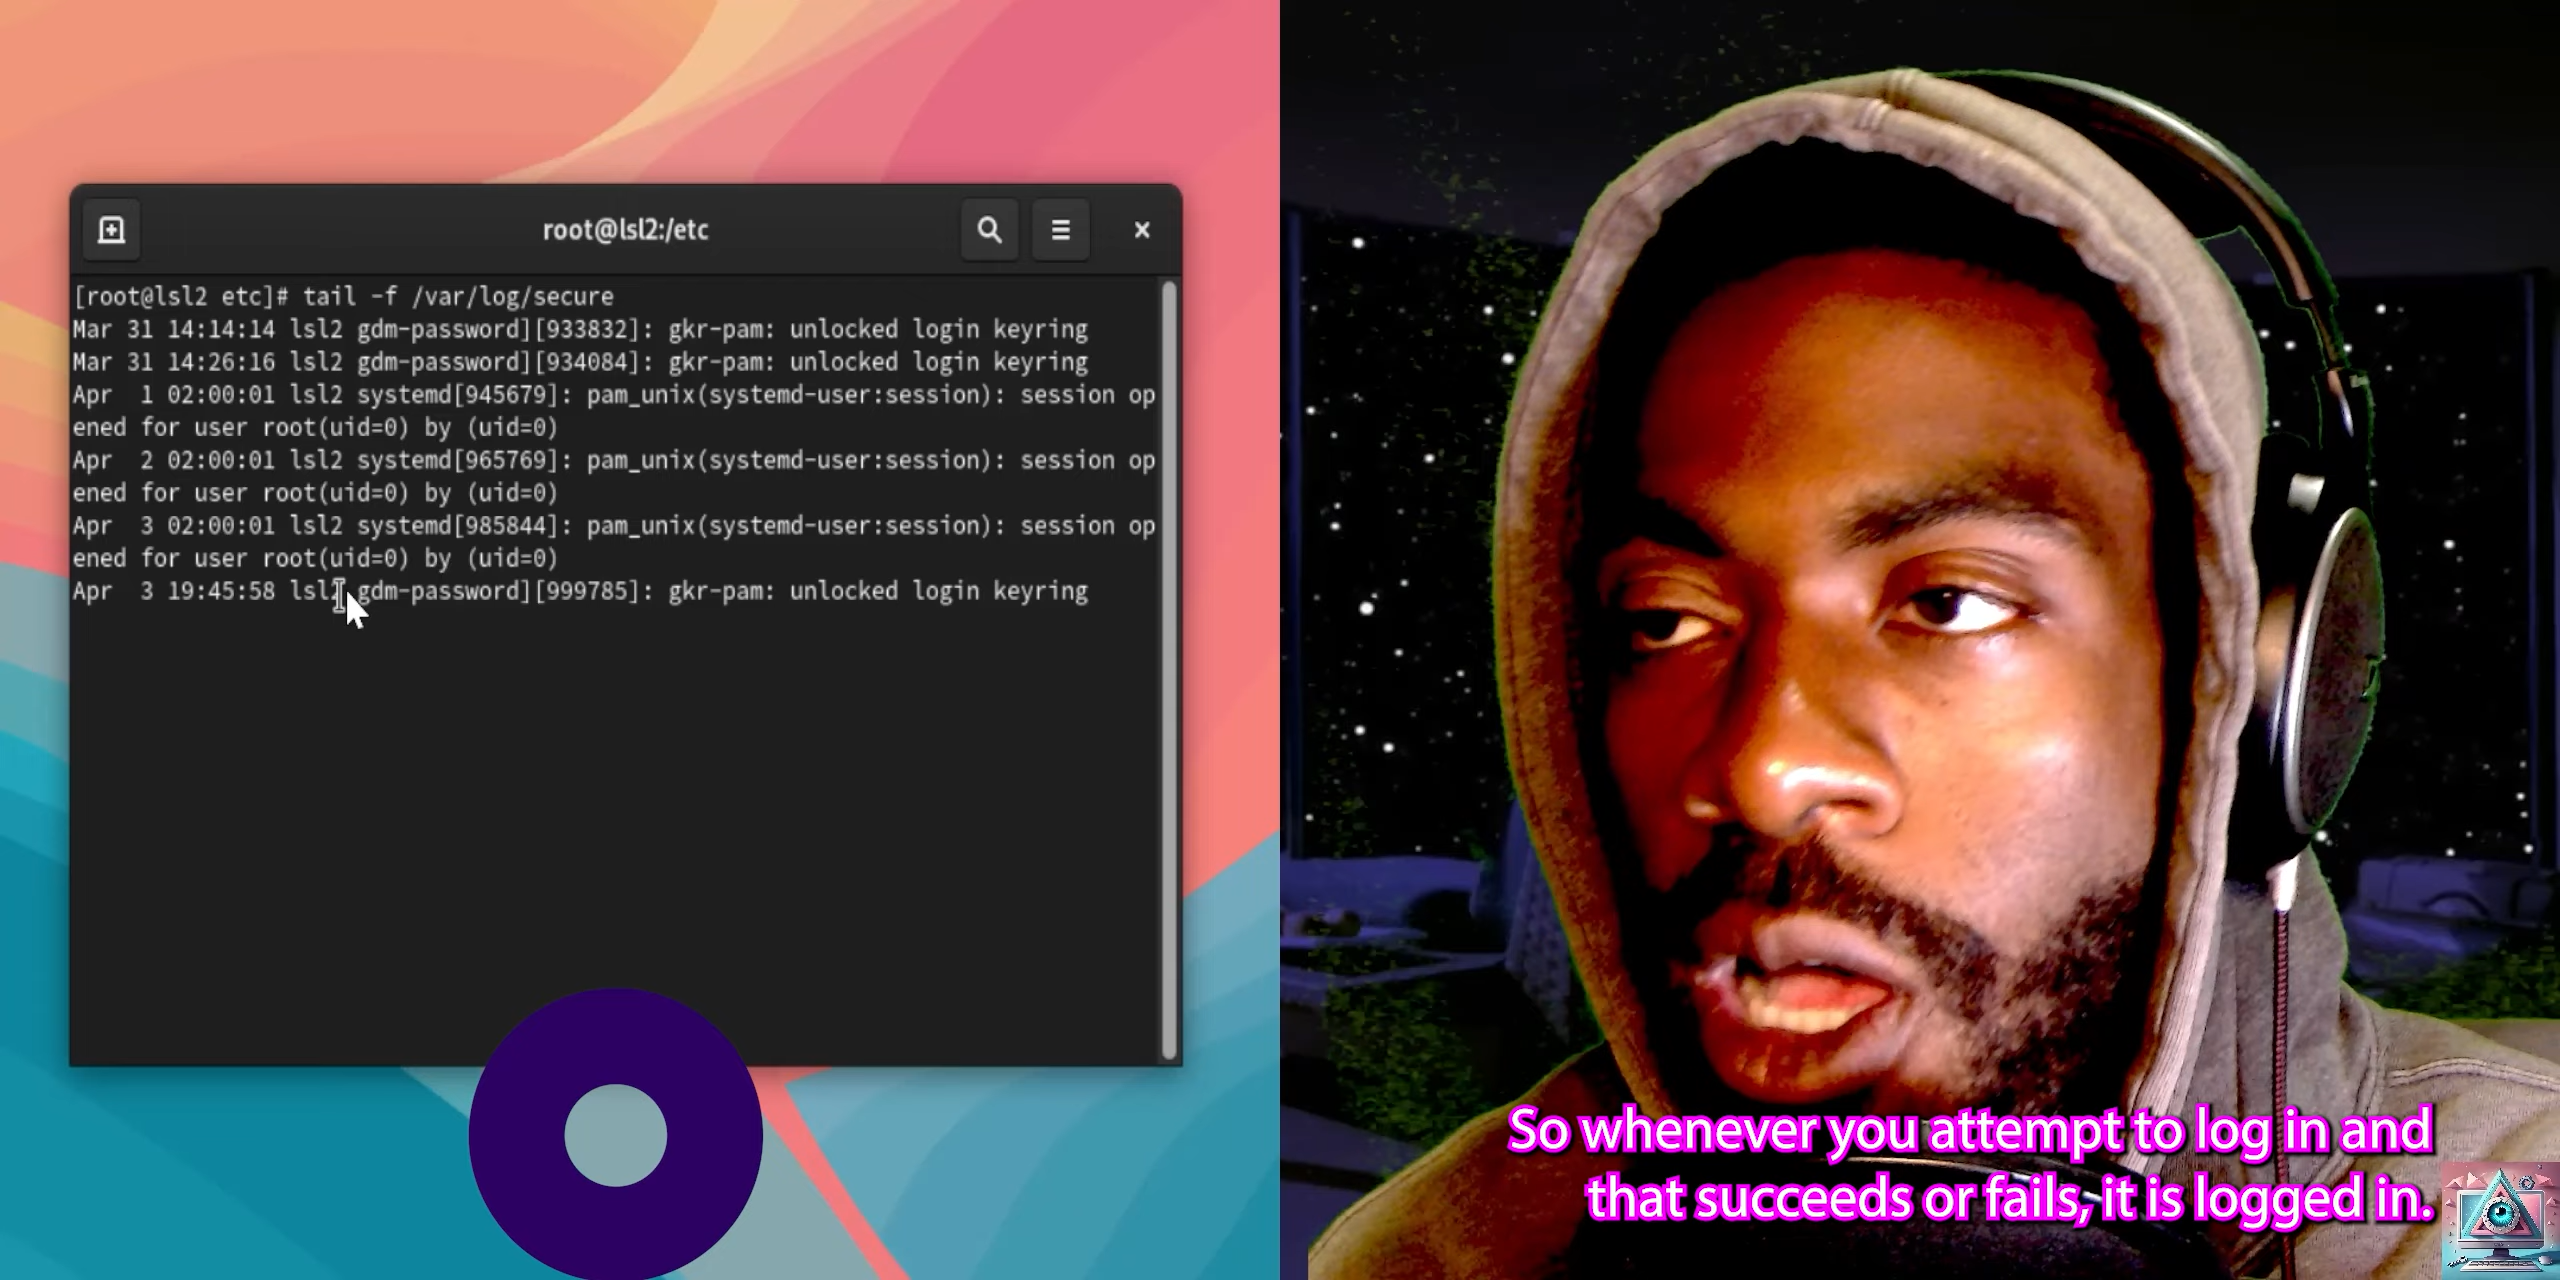 root@lsl2:/etc
[root@lsl2 etc]# tail -f /var/log/secure
Mar 31 14:14:14 lsl2 gdm-password][933832]: gkr-pam: unlocked login keyring
Mar 31 14:26:16 lsl2 gdm-password][934084]: gkr-pam: unlocked login keyring
Apr  1 02:00:01 lsl2 systemd[945679]: pam_unix(systemd-user:session): session op
ened for user root(uid=0) by (uid=0)
Apr  2 02:00:01 lsl2 systemd[965769]: pam_unix(systemd-user:session): session op
ened for user root(uid=0) by (uid=0)
Apr  3 02:00:01 lsl2 systemd[985844]: pam_unix(systemd-user:session): session op
ened for user root(uid=0) by (uid=0)
Apr  3 19:45:58 lsl2 gdm-password][999785]: gkr-pam: unlocked login keyring
So whenever you attempt to log in and
that succeeds or fails, it is logged in.